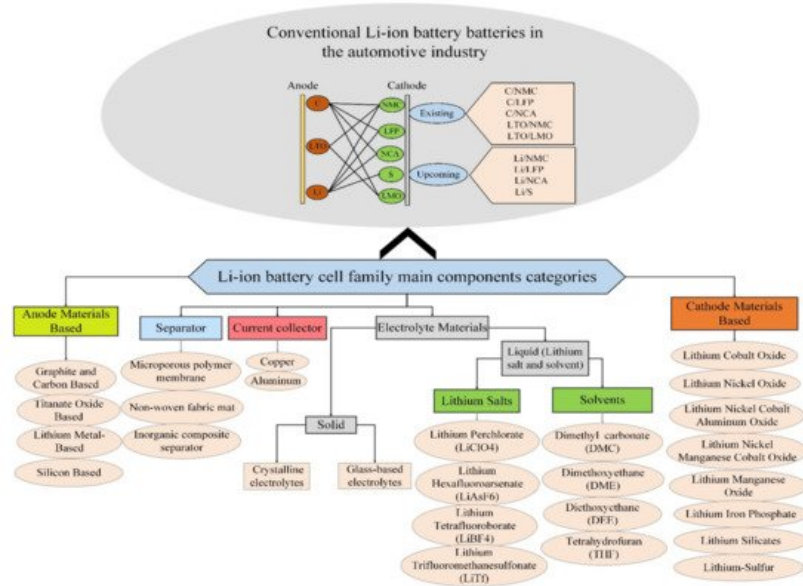 Conventional Li-ion battery batteries in
the automotive industry
Anode
Cathode
C
LTO
Li
NMC
LFP
NCA
S
LMO
Existing
C/NMC
C/LFP
C/NCA
LTO/NMC
LTO/LMO
Upcoming
Li/NMC
Li/LFP
Li/NCA
Li/S
Li-ion battery cell family main components categories
Anode Materials
Based
Graphite and
Carbon Based
Titanate Oxide
Based
Lithium Metal-
Based
Silicon Based
Separator
Microporous polymer
membrane
Non-woven fabric mat
Inorganic composite
separator
Current collector
Copper
Aluminum
Electrolyte Materials
Solid
Crystalline
electrolytes
Glass-based
electrolytes
Liquid (Lithium
salt and solvent)
Lithium Salts
Lithium Perchlorate
(LiClO4)
Lithium
Hexafluoroarsenate
(LiAsF6)
Lithium
Tetrafluoroborate
(LiBF4)
Lithium
Trifluoromethanesulfonate
(LiTf)
Solvents
Dimethyl carbonate
(DMC)
Dimethoxyethane
(DME)
Diethoxyethane
(DEE)
Tetrahydrofuran
(THF)
Cathode Materials
Based
Lithium Cobalt Oxide
Lithium Nickel Oxide
Lithium Nickel Cobalt
Aluminum Oxide
Lithium Nickel
Manganese Cobalt Oxide
Lithium Manganese
Oxide
Lithium Iron Phosphate
Lithium Silicates
Lithium-Sulfur